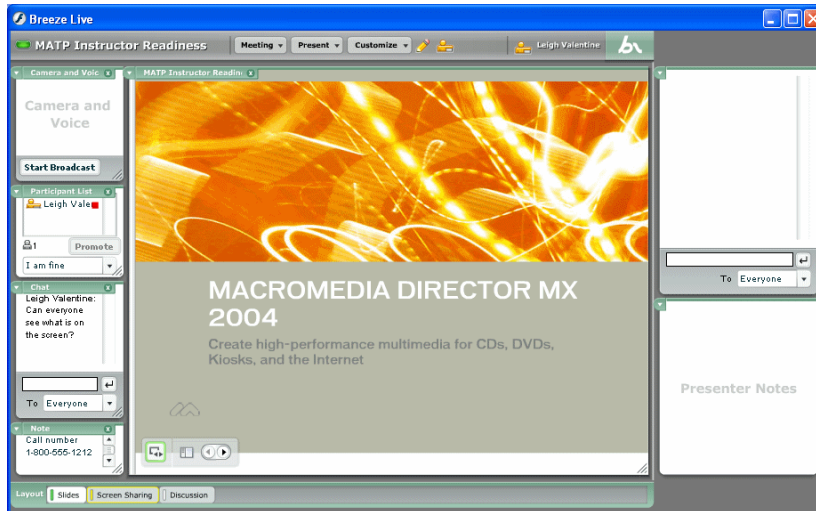 Breeze Live
MATP Instructor Readiness
Meeting
Present
Customize
Leigh Valentine
Camera and Voic
Camera and
Voice
Start Broadcast
Participant List
Leigh Vale
1
Promote
I am fine
Chat
Leigh Valentine:
Can everyone
see what is on
the screen?
To
Everyone
Note
Call number
1-800-555-1212
MATP Instructor Readin
MACROMEDIA DIRECTOR MX
2004
Create high-performance multimedia for CDs, DVDs,
Kiosks, and the Internet
To
Everyone
Presenter Notes
Layout
Slides
Screen Sharing
Discussion